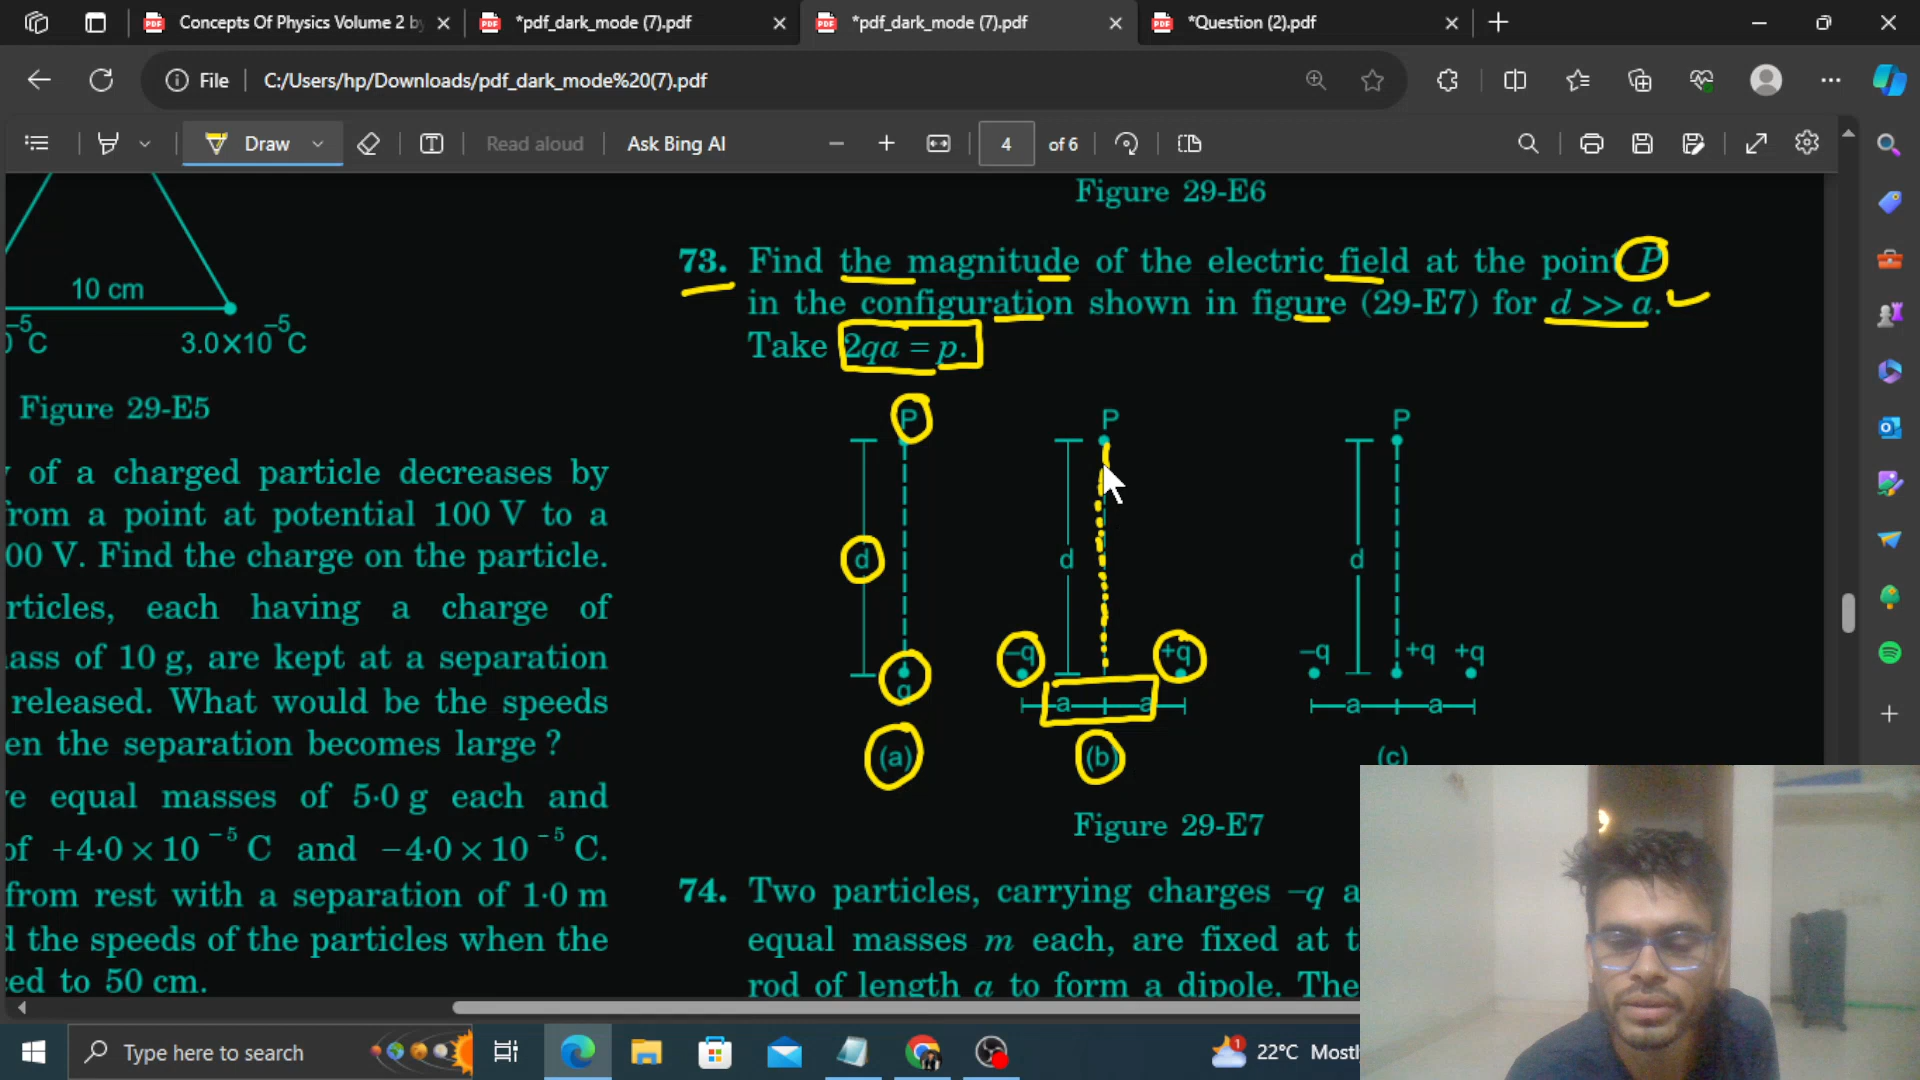 Concepts Of Physics Volume 2 by
*pdf_dark_mode (7).pdf
*pdf_dark_mode (7).pdf
*Question (2).pdf
File
C:/Users/hp/Downloads/pdf_dark_mode%20(7).pdf
Draw
Read aloud
Ask Bing AI
4 of 6
Figure 29-E6
10 cm
3.0×10⁻⁵C
Figure 29-E5
of a charged particle decreases by
from a point at potential 100 V to a
00 V. Find the charge on the particle.
rticles, each having a charge of
ass of 10 g, are kept at a separation
released. What would be the speeds
en the separation becomes large ?
ve equal masses of 5·0 g each and
of +4·0 × 10⁻⁵ C and −4·0 × 10⁻⁵ C.
from rest with a separation of 1·0 m
d the speeds of the particles when the
ced to 50 cm.
73. Find the magnitude of the electric field at the point P
in the configuration shown in figure (29-E7) for d >> a.
Take 2qa = p.
P
d
q
(a)
P
d
−q +q
a a
(b)
P
d
−q +q +q
a a
(c)
Figure 29-E7
74. Two particles, carrying charges −q a
equal masses m each, are fixed at t
rod of length a to form a dipole. The
Type here to search
1
22°C Mostl